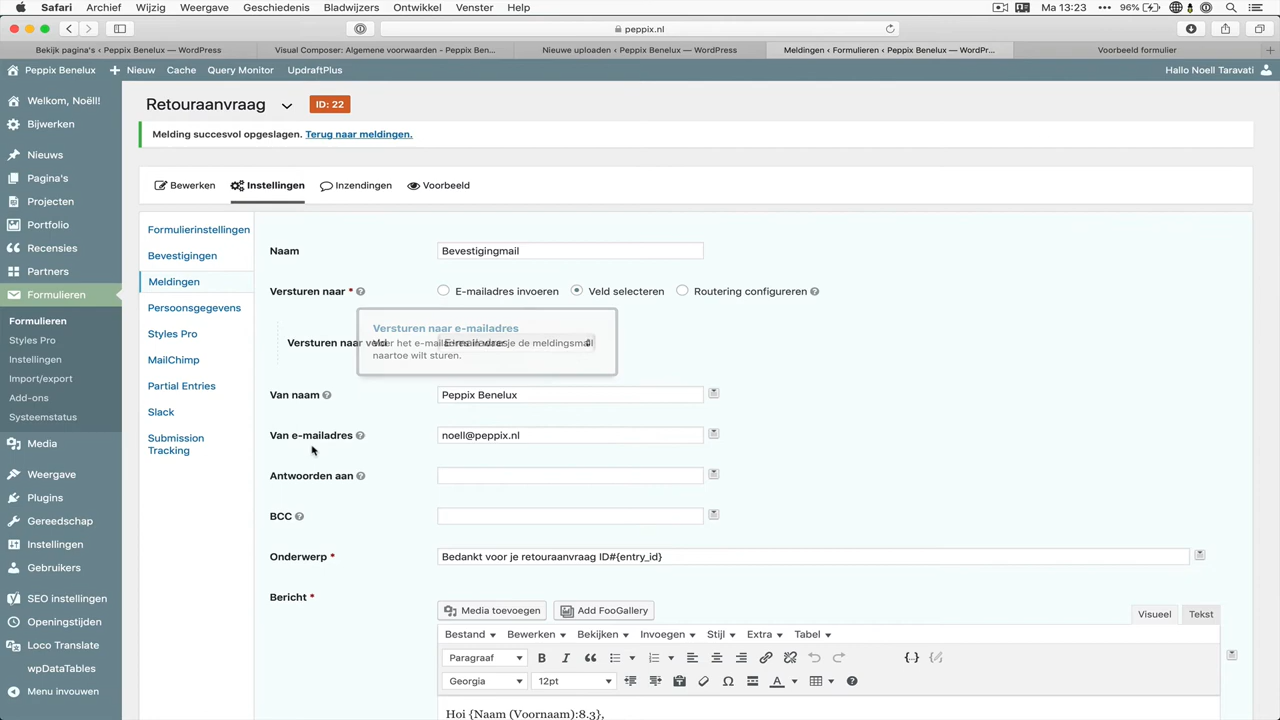 Safari Archief Wijzig Weergave Geschiedenis Bladwijzers Ontwikkel Venster Help 96% Ma 13:23
peppix.nl
Bekijk pagina's ‹ Peppix Benelux — WordPress
Visual Composer: Algemene voorwaarden - Peppix Ben...
Nieuwe uploaden ‹ Peppix Benelux — WordPress
Meldingen ‹ Formulieren ‹ Peppix Benelux — WordPr...
Voorbeeld formulier
Peppix Benelux Nieuw Cache Query Monitor UpdraftPlus Hallo Noell Taravati
Welkom, Noëll!
Bijwerken
Nieuws
Pagina's
Projecten
Portfolio
Recensies
Partners
Formulieren
Formulieren
Styles Pro
Instellingen
Import/export
Add-ons
Systeemstatus
Media
Weergave
Plugins
Gereedschap
Instellingen
Gebruikers
SEO instellingen
Openingstijden
Loco Translate
wpDataTables
Menu invouwen
Retouraanvraag ID: 22
Melding succesvol opgeslagen. Terug naar meldingen.
Bewerken Instellingen Inzendingen Voorbeeld
Formulierinstellingen
Bevestigingen
Meldingen
Persoonsgegevens
Styles Pro
MailChimp
Partial Entries
Slack
Submission
Tracking
Naam Bevestigingmail
Versturen naar * E-mailadres invoeren Veld selecteren Routering configureren
Versturen naar e-mailadres
Versturen naar veld
naartoe wilt sturen.
Van naam Peppix Benelux
Van e-mailadres noell@peppix.nl
Antwoorden aan
BCC
Onderwerp * Bedankt voor je retouraanvraag ID#{entry_id}
Bericht *
Media toevoegen Add FooGallery Visueel Tekst
Bestand Bewerken Bekijken Invoegen Stijl Extra Tabel
Paragraaf
Georgia 12pt
Hoi {Naam (Voornaam):8.3},